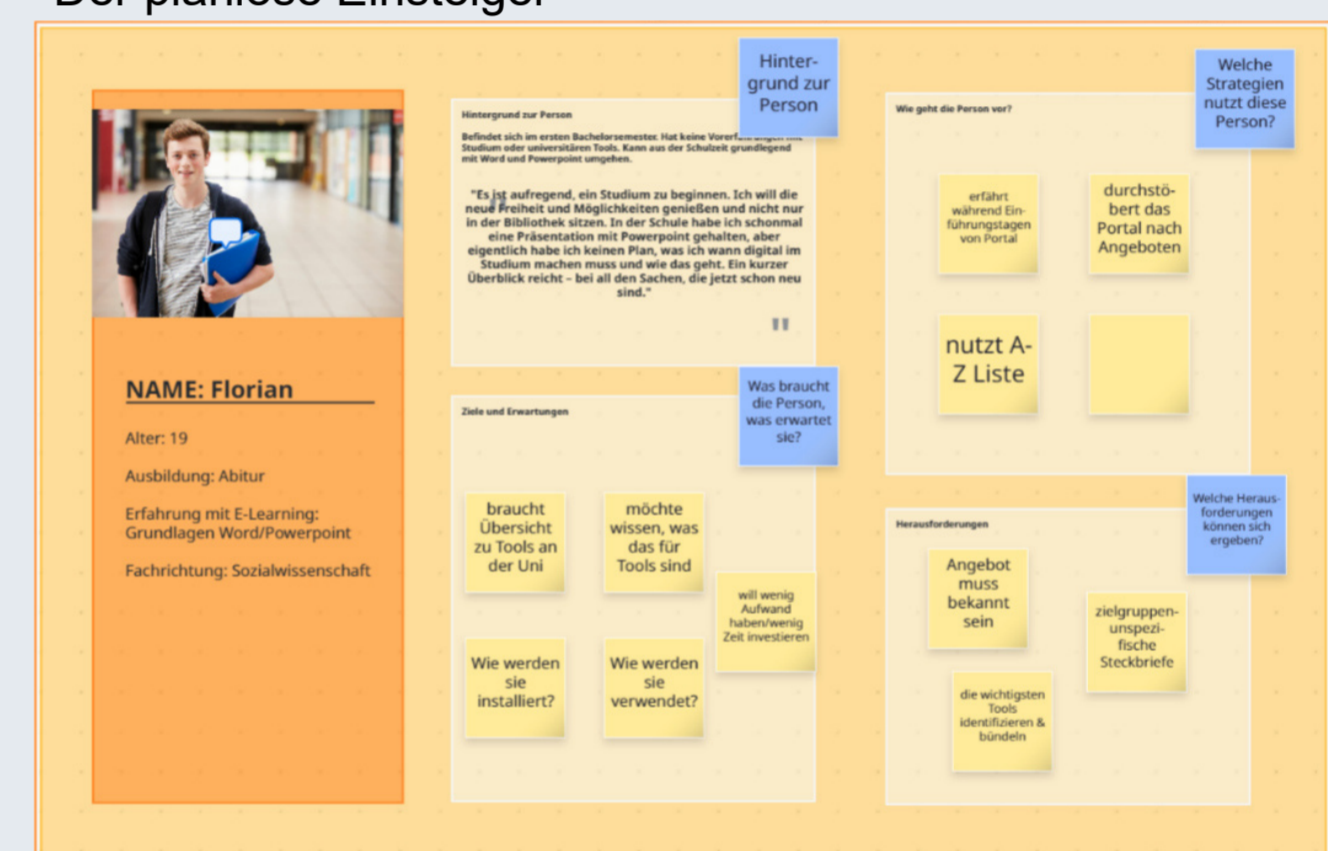 Der planlose Einsteiger
NAME: Florian
Alter: 19
Ausbildung: Abitur
Erfahrung mit E-Learning:
Grundlagen Word/Powerpoint
Fachrichtung: Sozialwissenschaft
Hinter-
grund zur
Person
Hintergrund zur Person
Befindet sich im ersten Bachelorsemester. Hat keine
Studium oder universitären Tools. Kann aus der Schulzeit grundlegend
mit Word und Powerpoint umgehen.
"Es ist aufregend, ein Studium zu beginnen. Ich will die
neue Freiheit und Möglichkeiten genießen und nicht nur
in der Bibliothek sitzen. In der Schule habe ich schonmal
eine Präsentation mit Powerpoint gehalten, aber
eigentlich habe ich keinen Plan, was ich wann digital im
Studium machen muss und wie das geht. Ein kurzer
Überblick reicht – bei all den Sachen, die jetzt schon neu
sind."
"
Was braucht
die Person,
was erwartet
sie?
Ziele und Erwartungen
braucht
Übersicht
zu Tools an
der Uni
möchte
wissen, was
das für
Tools sind
will wenig
Aufwand
haben/wenig
Zeit investieren
Wie werden
sie
installiert?
Wie werden
sie
verwendet?
Welche
Strategien
nutzt diese
Person?
Wie geht die Person vor?
erfährt
während Ein-
führungstagen
von Portal
durchstö-
bert das
Portal nach
Angeboten
nutzt A-
Z Liste
Welche Heraus-
forderungen
können sich
ergeben?
Herausforderungen
Angebot
muss
bekannt
sein
zielgruppen-
unspezi-
fische
Steckbriefe
die wichtigsten
Tools
identifizieren &
bündeln